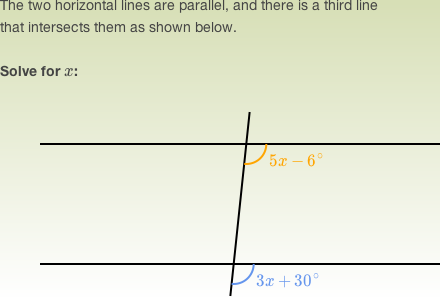 The two horizontal lines are parallel, and there is a third line
that intersects them as shown below.
Solve for x:
5x − 6°
3x + 30°